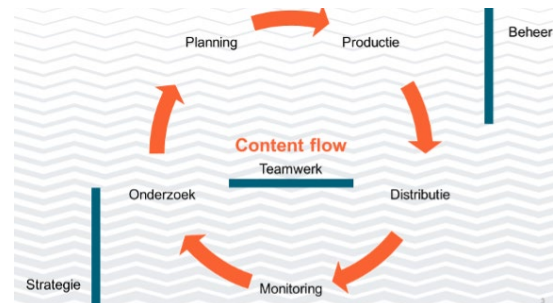 Planning
Productie
Beheer
Content flow
Teamwerk
Onderzoek
Distributie
Strategie
Monitoring